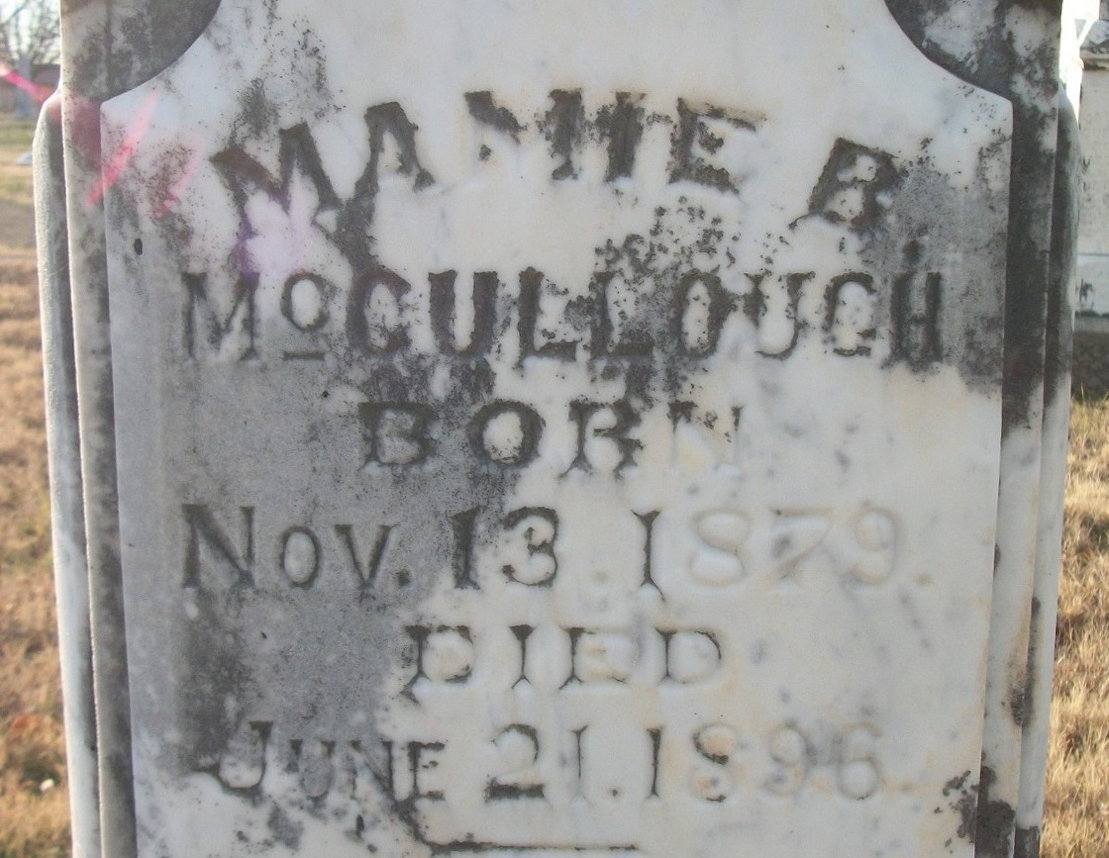 MAMIE B.
McCULLOUGH
BORN
NOV. 13. 1879.
DIED
JUNE 21. 1896.